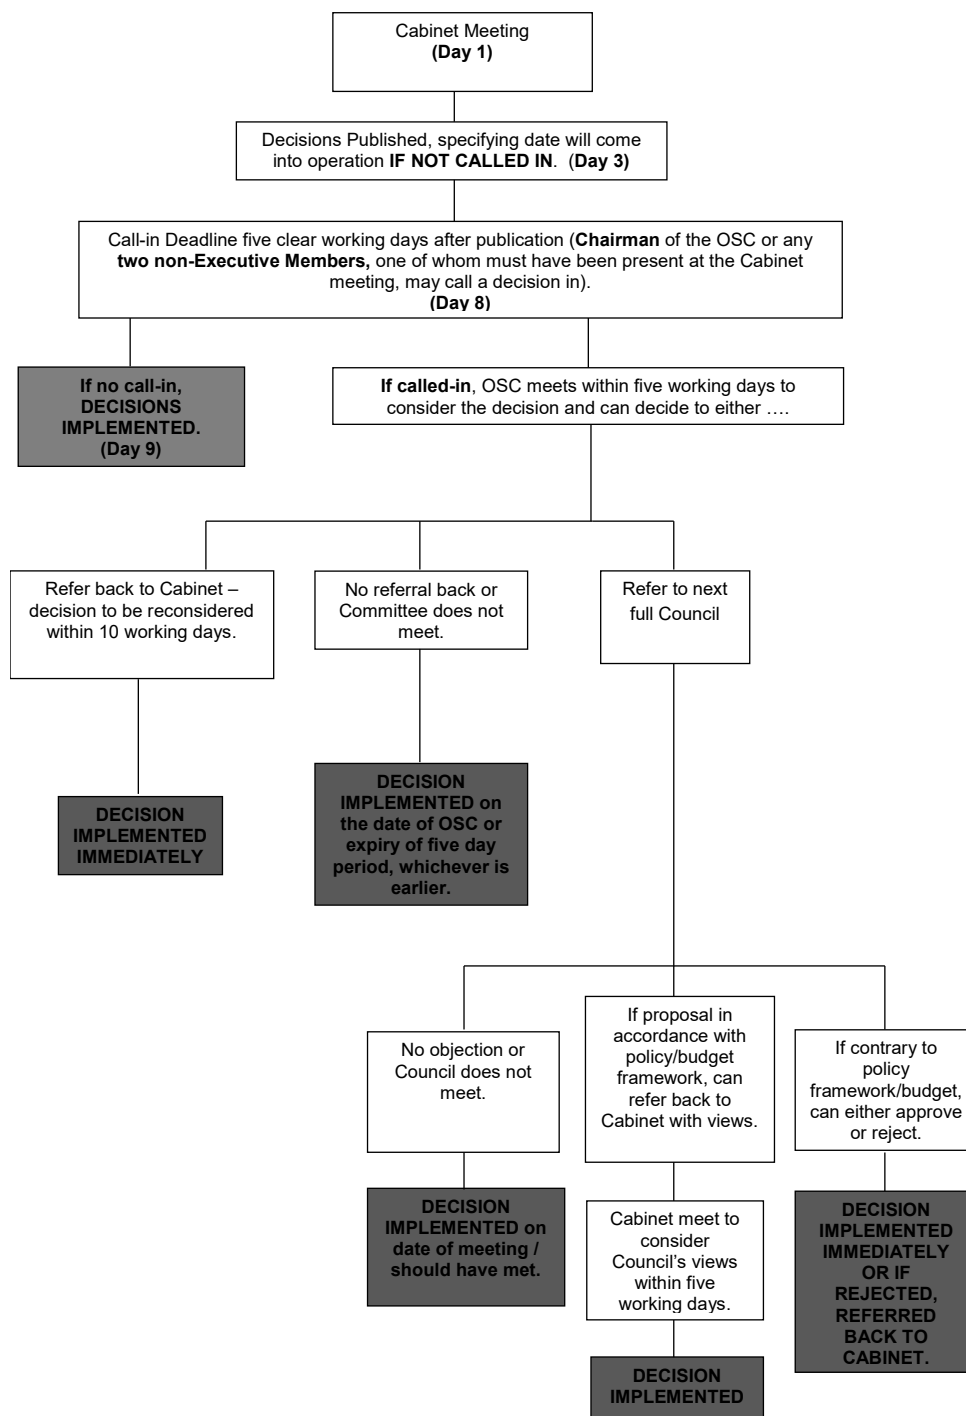 Cabinet Meeting
(Day 1)
Decisions Published, specifying date will come
into operation IF NOT CALLED IN. (Day 3)
Call-in Deadline five clear working days after publication (Chairman of the OSC or any
two non-Executive Members, one of whom must have been present at the Cabinet
meeting, may call a decision in).
(Day 8)
If no call-in,
DECISIONS
IMPLEMENTED.
(Day 9)
If called-in, OSC meets within five working days to
consider the decision and can decide to either ….
Refer back to Cabinet –
decision to be reconsidered
within 10 working days.
No referral back or
Committee does not
meet.
Refer to next
full Council
DECISION
IMPLEMENTED
IMMEDIATELY
DECISION
IMPLEMENTED on
the date of OSC or
expiry of five day
period, whichever is
earlier.
No objection or
Council does not
meet.
If proposal in
accordance with
policy/budget
framework, can
refer back to
Cabinet with views.
If contrary to
policy
framework/budget,
can either approve
or reject.
DECISION
IMPLEMENTED on
date of meeting /
should have met.
Cabinet meet to
consider
Council's views
within five
working days.
DECISION
IMPLEMENTED
IMMEDIATELY
OR IF
REJECTED,
REFERRED
BACK TO
CABINET.
DECISION
IMPLEMENTED